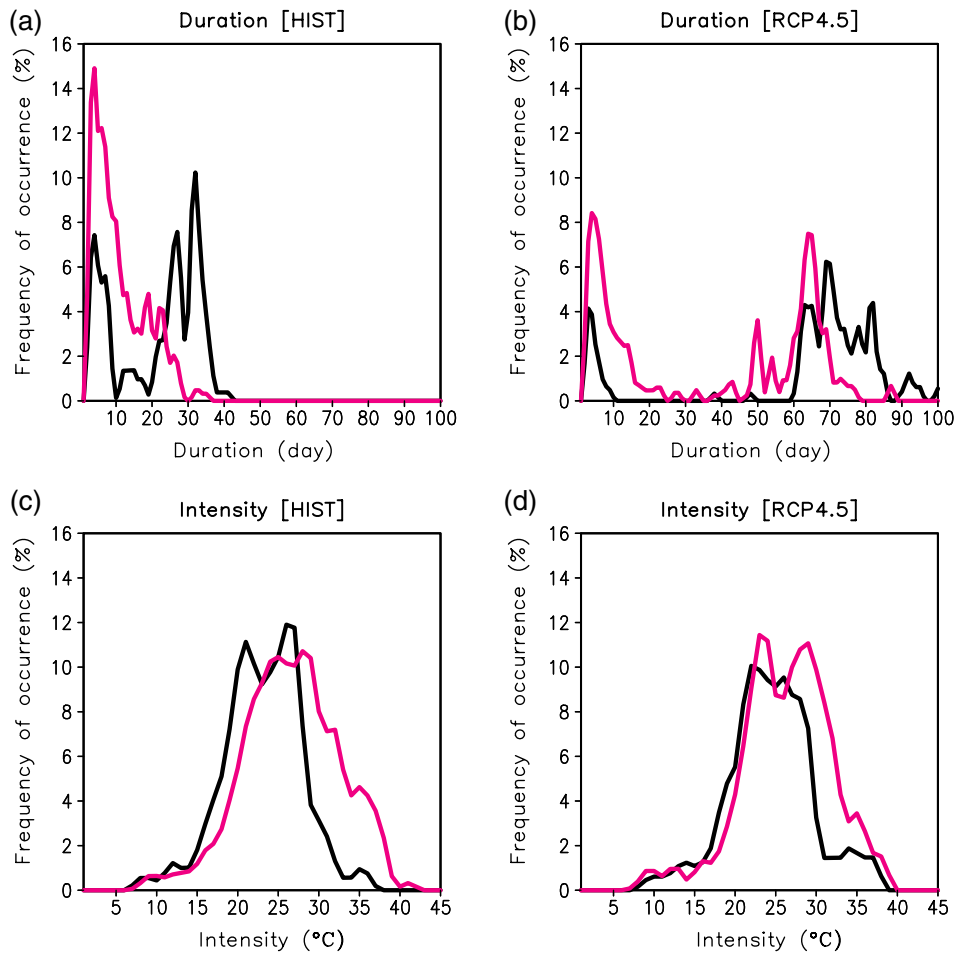 (a) Duration [HIST]
Frequency of occurrence (%)
16
14
12
10
8
6
4
2
0
10 20 30 40 50 60 70 80 90 100
Duration (day)
(b) Duration [RCP4.5]
Frequency of occurrence (%)
16
14
12
10
8
6
4
2
0
10 20 30 40 50 60 70 80 90 100
Duration (day)
(c) Intensity [HIST]
Frequency of occurrence (%)
16
14
12
10
8
6
4
2
0
5 10 15 20 25 30 35 40 45
Intensity (°C)
(d) Intensity [RCP4.5]
Frequency of occurrence (%)
16
14
12
10
8
6
4
2
0
5 10 15 20 25 30 35 40 45
Intensity (°C)